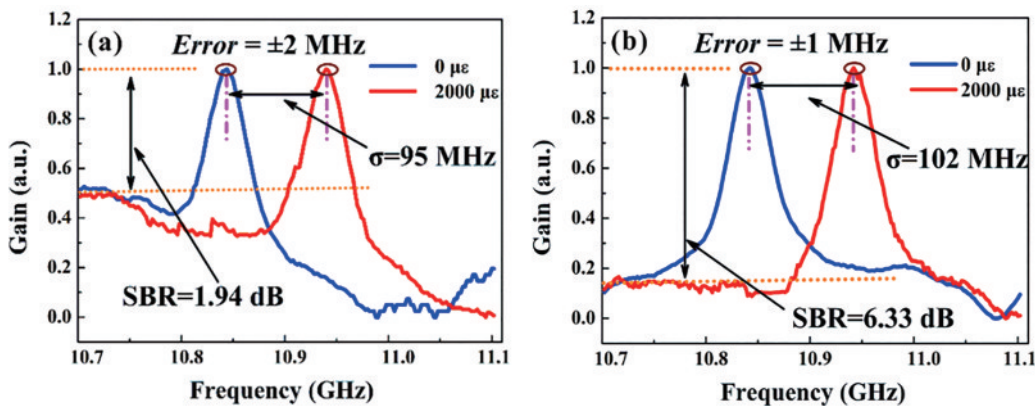 (a)
Error = ±2 MHz
0 με
2000 με
σ=95 MHz
SBR=1.94 dB
Gain (a.u.)
1.2
1.0
0.8
0.6
0.4
0.2
0.0
10.7 10.8 10.9 11.0 11.1
Frequency (GHz)
(b)
Error = ±1 MHz
0 με
2000 με
σ=102 MHz
SBR=6.33 dB
Gain (a.u.)
1.2
1.0
0.8
0.6
0.4
0.2
0.0
10.7 10.8 10.9 11.0 11.1
Frequency (GHz)